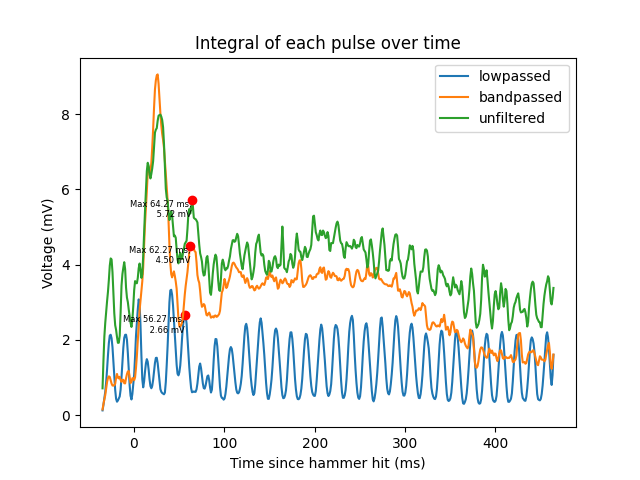 Integral of each pulse over time
lowpassed
bandpassed
unfiltered
8
6
4
2
0
Voltage (mV)
Max 64.27 ms
5.72 mV
Max 62.27 ms
4.50 mV
Max 56.27 ms
2.66 mV
0 100 200 300 400
Time since hammer hit (ms)